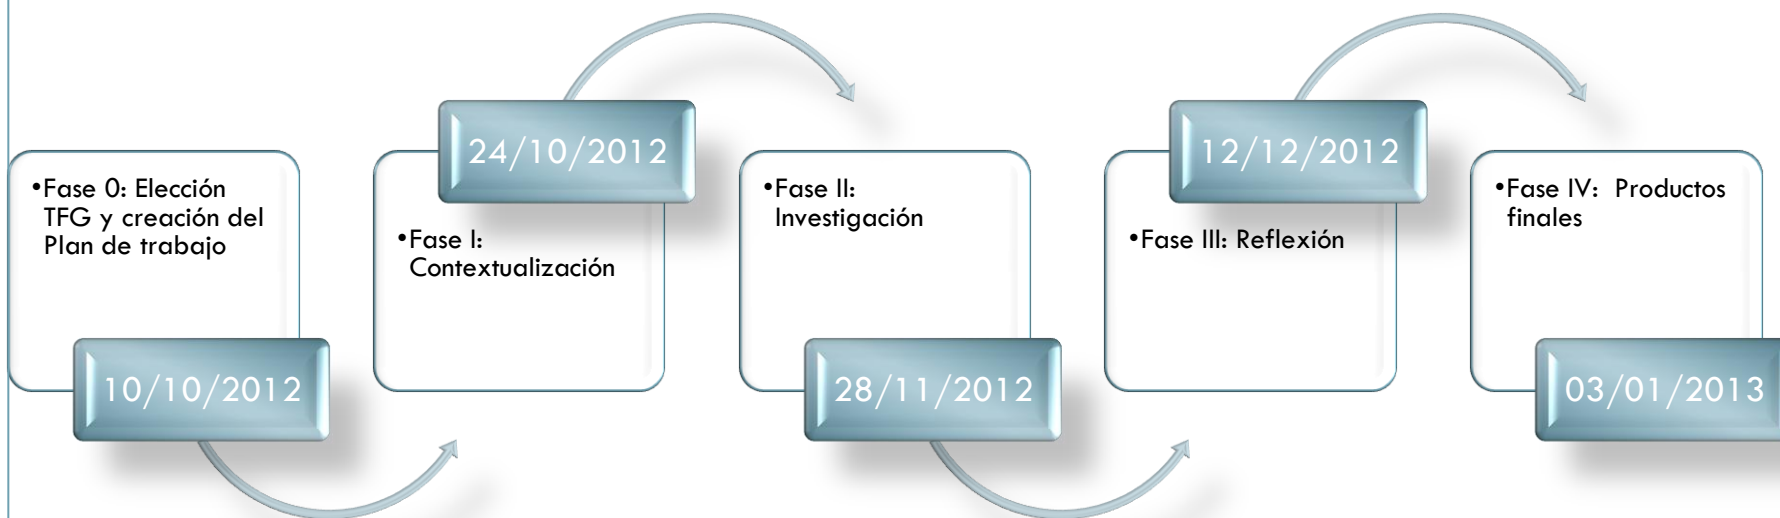 •Fase 0: Elección
TFG y creación del
Plan de trabajo
10/10/2012
24/10/2012
•Fase I:
Contextualización
•Fase II:
Investigación
28/11/2012
12/12/2012
•Fase III: Reflexión
•Fase IV:  Productos
finales
03/01/2013